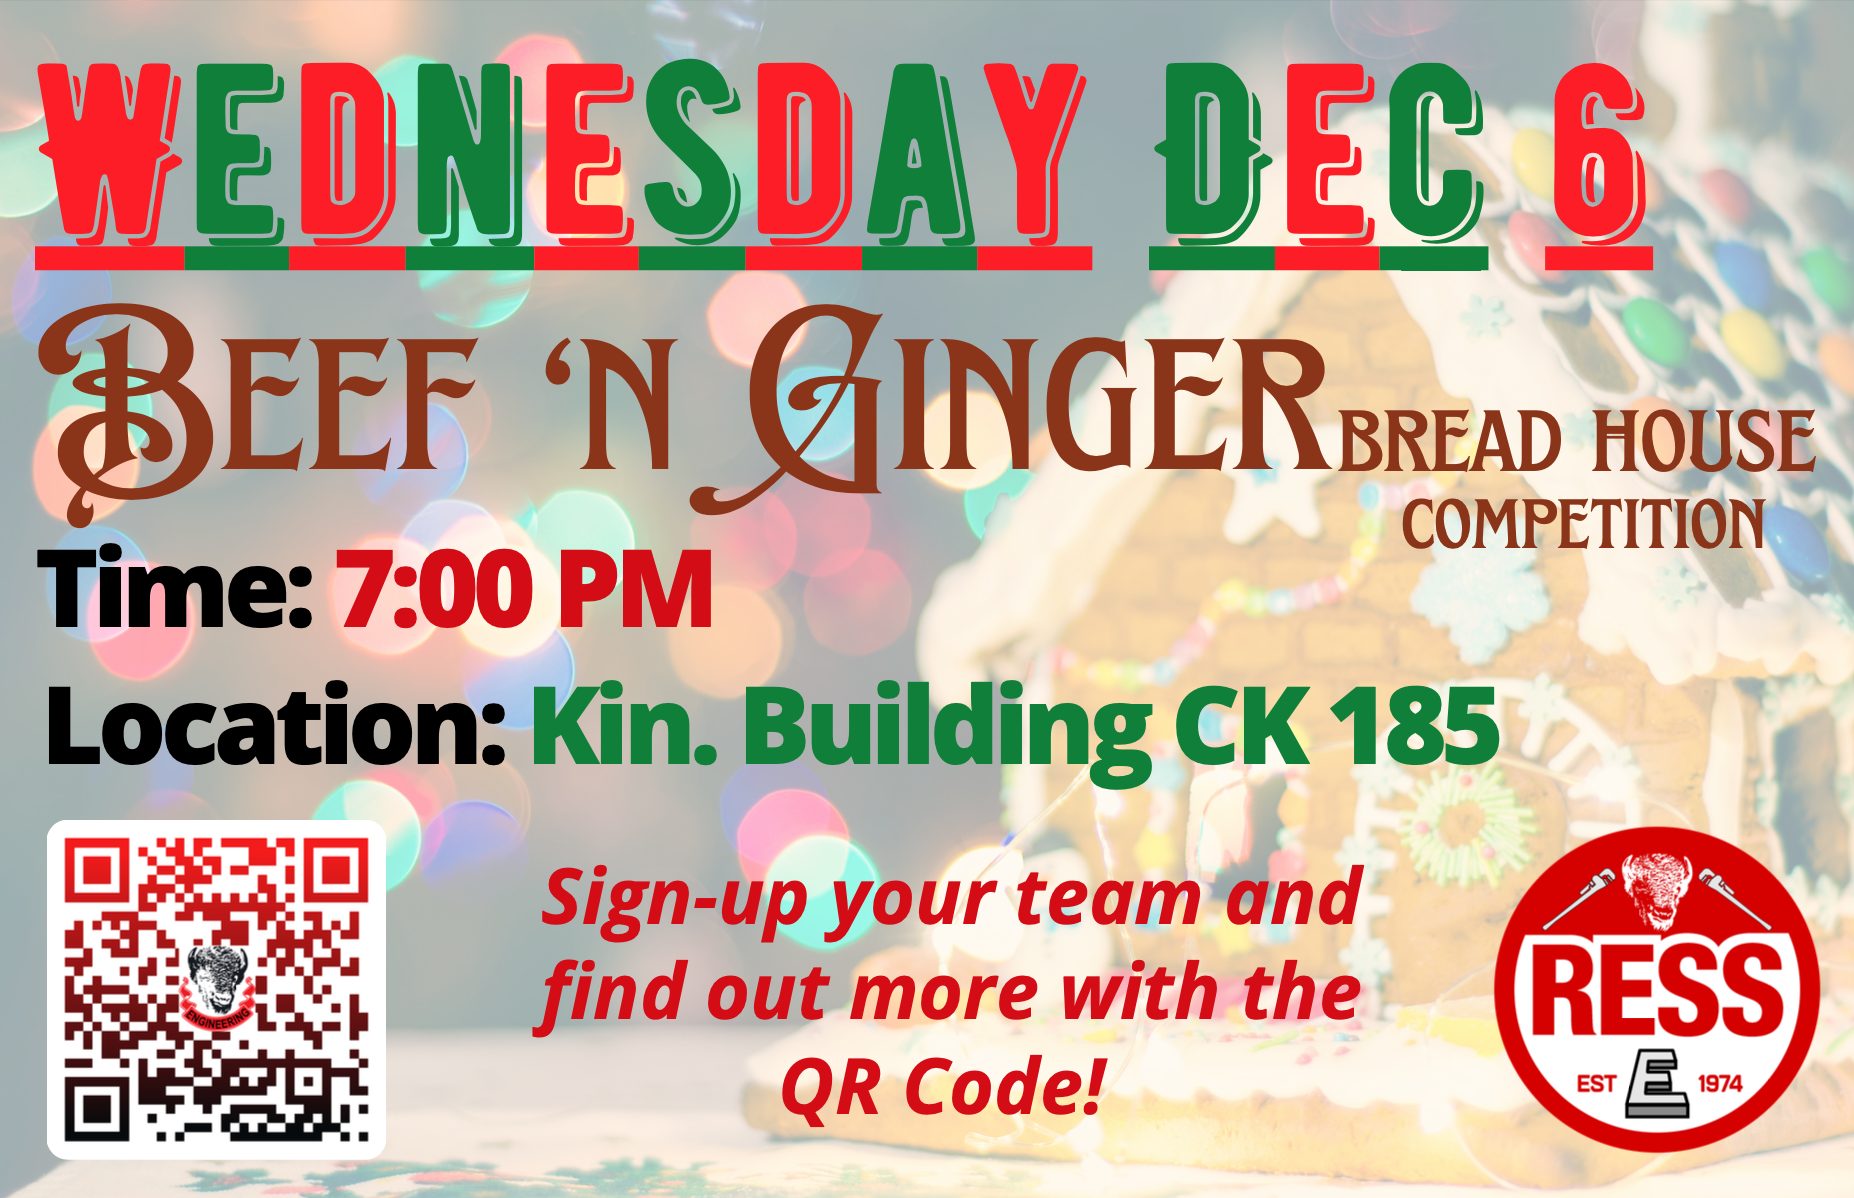 WEDNESDAY DEC 6
BEEF ‘N GINGERBREAD HOUSE
COMPETITION
Time: 7:00 PM
Location: Kin. Building CK 185
ENGINEERING
Sign-up your team and
find out more with the
QR Code!
RESS
EST E 1974